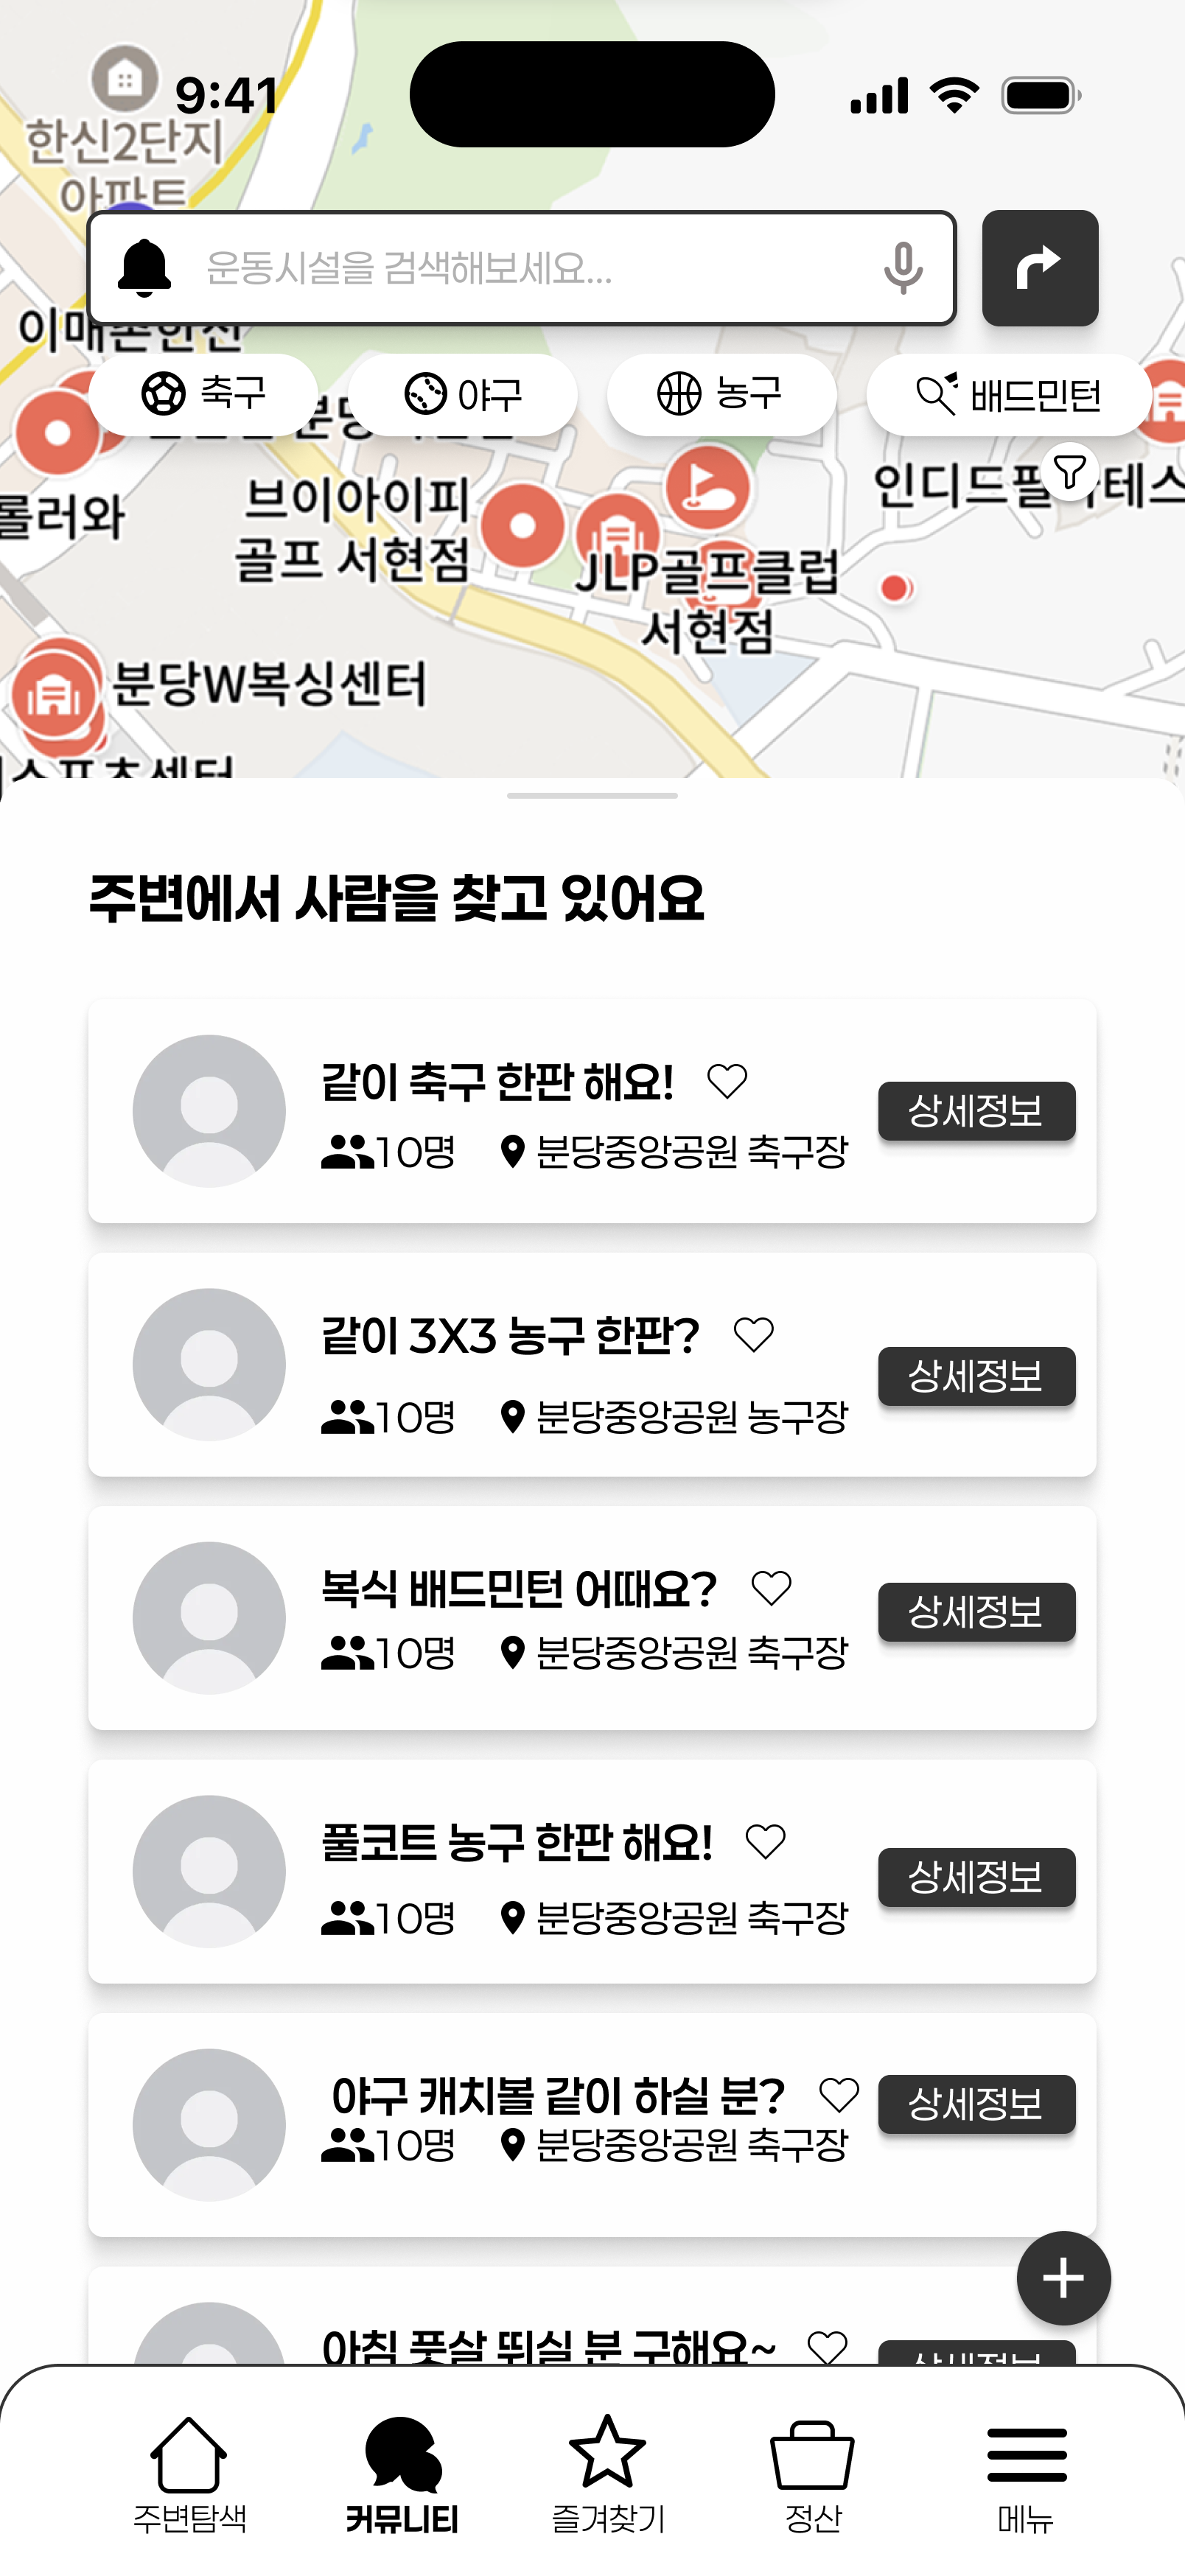 9:41
한신2단지
아파트
운동시설을 검색해보세요...
이매촌한신
축구
야구
농구
배드민턴
롤러와
브이아이피
골프 서현점
JLP골프클럽
서현점
분당W복싱센터
스포츠센터
주변에서 사람을 찾고 있어요
같이 축구 한판 해요!
10명 분당중앙공원 축구장
상세정보
같이 3X3 농구 한판?
10명 분당중앙공원 농구장
상세정보
복식 배드민턴 어때요?
10명 분당중앙공원 축구장
상세정보
풀코트 농구 한판 해요!
10명 분당중앙공원 축구장
상세정보
야구 캐치볼 같이 하실 분?
10명 분당중앙공원 축구장
상세정보
아침 풋살 뛰실 분 구해요~
상세정보
주변탐색
커뮤니티
즐겨찾기
정산
메뉴